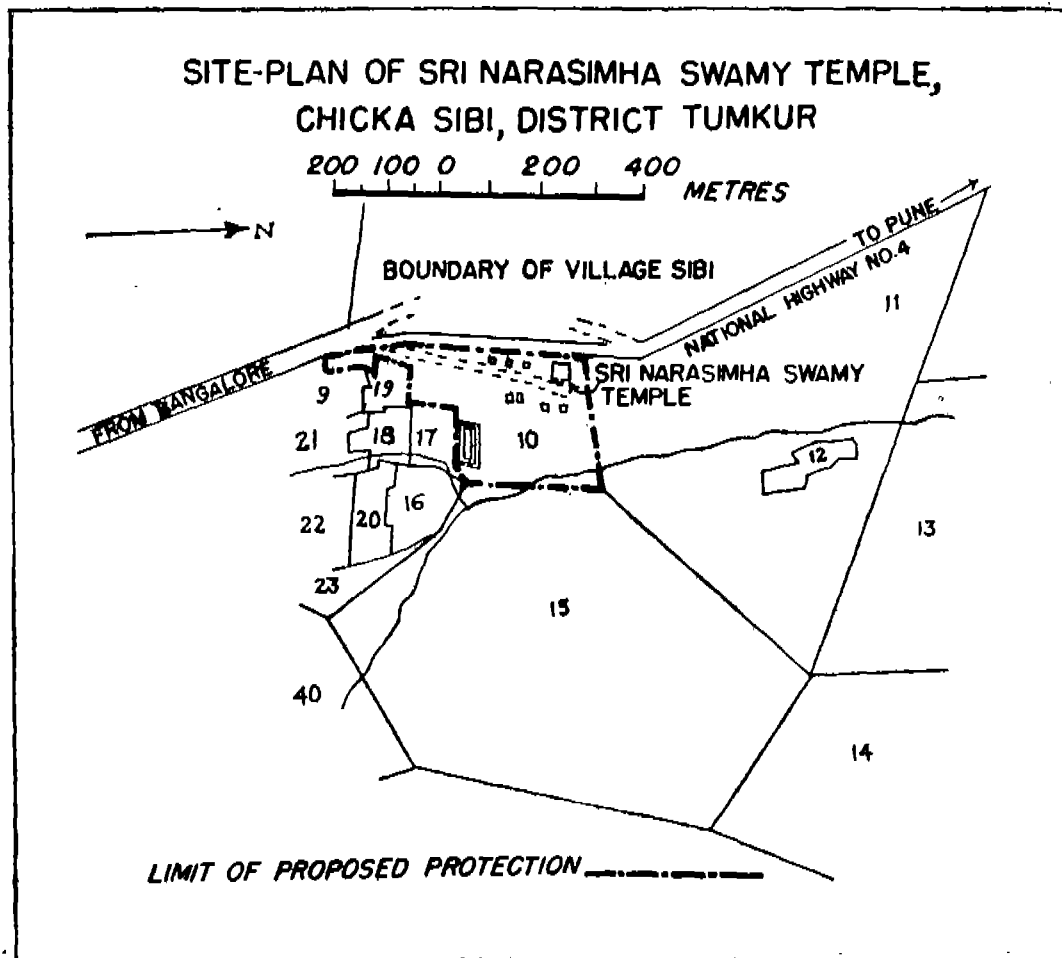 SITE-PLAN OF SRI NARASIMHA SWAMY TEMPLE,
CHICKA SIBI, DISTRICT TUMKUR
200 100 0 200 400
METRES
N
TO PUNE
BOUNDARY OF VILLAGE SIBI
NATIONAL HIGHWAY NO.4
11
FROM BANGALORE
SRI NARASIMHA SWAMY
TEMPLE
9
19
21
18
17
10
12
22
20
16
13
23
15
40
14
LIMIT OF PROPOSED PROTECTION